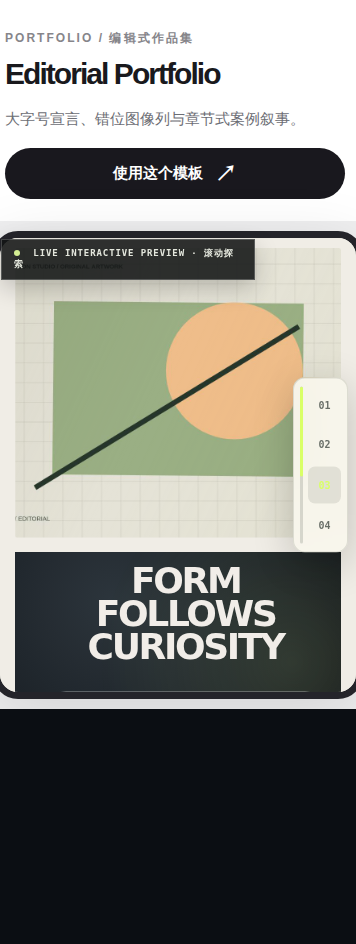 PORTFOLIO / 编辑式作品集
Editorial Portfolio
大字号宣言、错位图像列与章节式案例叙事。
使用这个模板 ↗
LIVE INTERACTIVE PREVIEW · 滚动探
索
01
02
03
04
/ EDITORIAL
FORM
FOLLOWS
CURIOSITY